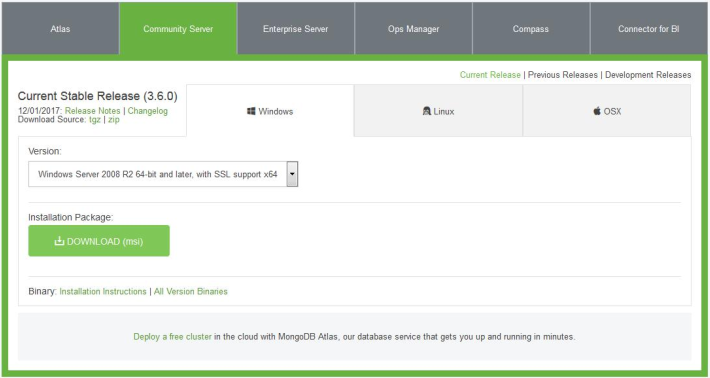 Atlas
Community Server
Enterprise Server
Ops Manager
Compass
Connector for BI
Current Release | Previous Releases | Development Releases
Current Stable Release (3.6.0)
12/01/2017: Release Notes | Changelog
Download Source: tgz | zip
Windows
Linux
OSX
Version:
Windows Server 2008 R2 64-bit and later, with SSL support x64
Installation Package:
DOWNLOAD (msi)
Binary: Installation Instructions | All Version Binaries
Deploy a free cluster in the cloud with MongoDB Atlas, our database service that gets you up and running in minutes.